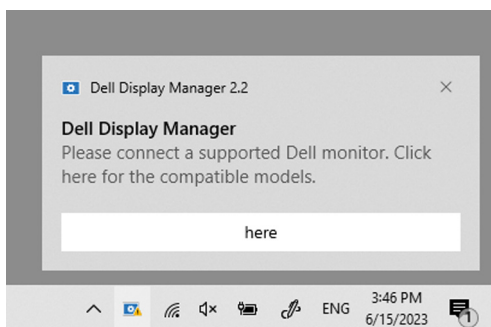 Dell Display Manager 2.2
Dell Display Manager
Please connect a supported Dell monitor. Click
here for the compatible models.
here
ENG
3:46 PM
6/15/2023
1